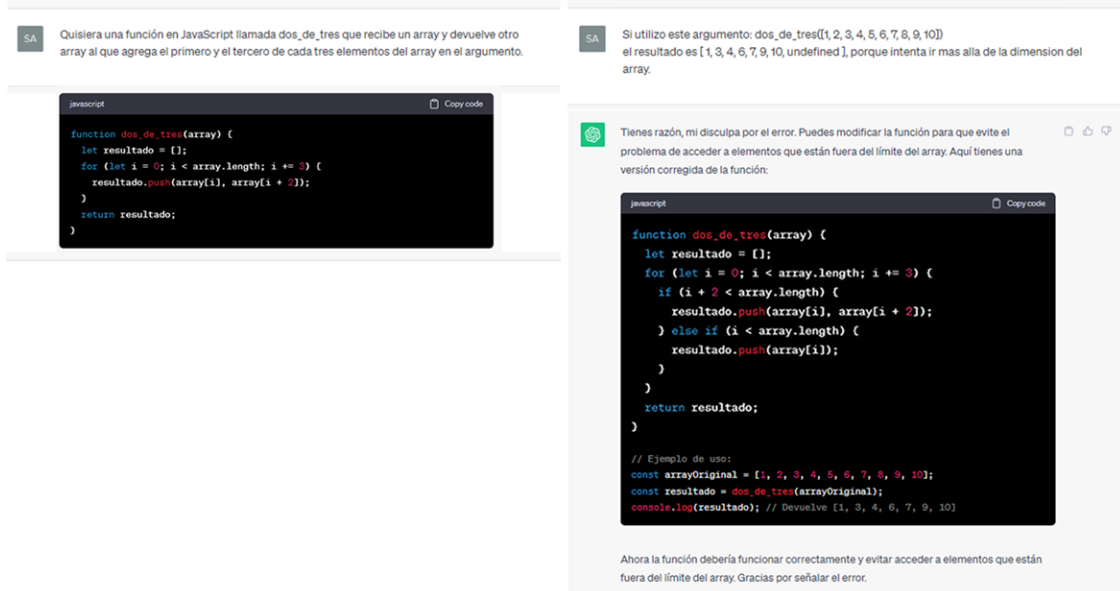 SA
Quisiera una función en JavaScript llamada dos_de_tres que recibe un array y devuelve otro
array al que agrega el primero y el tercero de cada tres elementos del array en el argumento.
javascript
Copy code
function dos_de_tres(array) {
let resultado = [];
for (let i = 0; i < array.length; i += 3) {
resultado.push(array[i], array[i + 2]);
}
return resultado;
}
SA
Si utilizo este argumento: dos_de_tres([1, 2, 3, 4, 5, 6, 7, 8, 9, 10])
el resultado es [ 1, 3, 4, 6, 7, 9, 10, undefined ], porque intenta ir mas alla de la dimension del
array.
Tienes razón, mi disculpa por el error. Puedes modificar la función para que evite el
problema de acceder a elementos que están fuera del límite del array. Aquí tienes una
versión corregida de la función:
javascript
Copy code
function dos_de_tres(array) {
let resultado = [];
for (let i = 0; i < array.length; i += 3) {
if (i + 2 < array.length) {
resultado.push(array[i], array[i + 2]);
} else if (i < array.length) {
resultado.push(array[i]);
}
}
return resultado;
}
// Ejemplo de uso:
const arrayOriginal = [1, 2, 3, 4, 5, 6, 7, 8, 9, 10];
const resultado = dos_de_tres(arrayOriginal);
console.log(resultado); // Devuelve [1, 3, 4, 6, 7, 9, 10]
Ahora la función debería funcionar correctamente y evitar acceder a elementos que están
fuera del límite del array. Gracias por señalar el error.